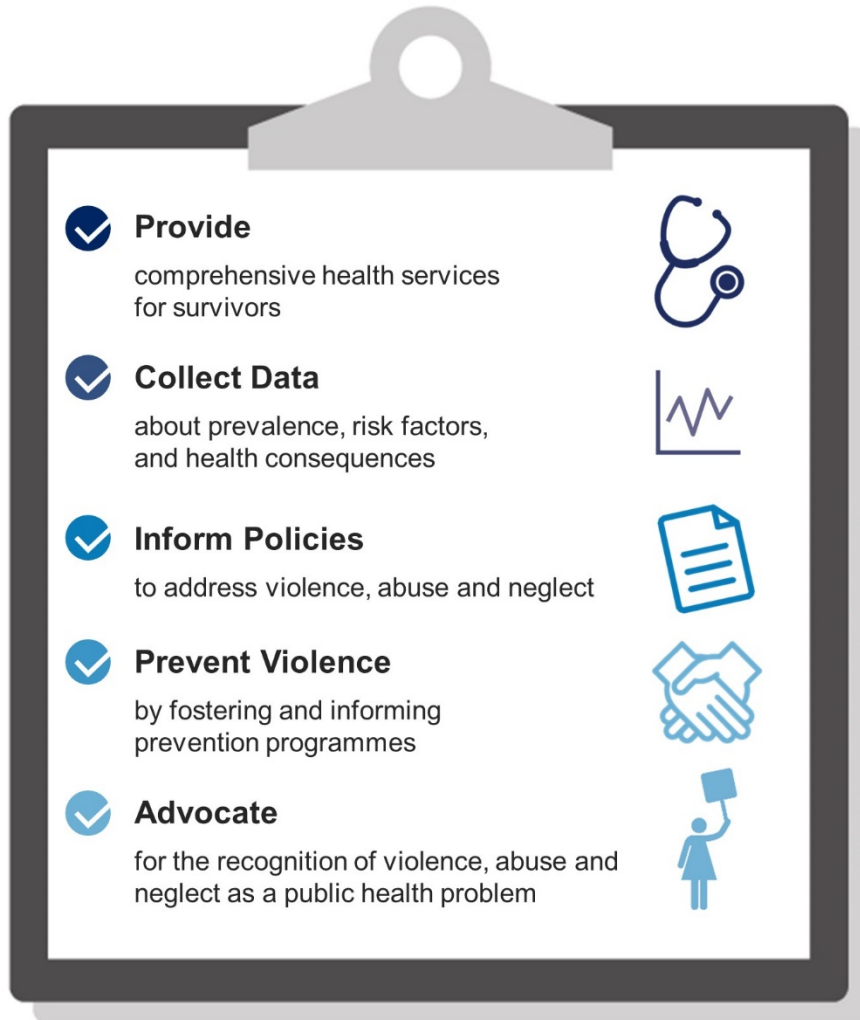 Provide
comprehensive health services
for survivors
Collect Data
about prevalence, risk factors,
and health consequences
Inform Policies
to address violence, abuse and neglect
Prevent Violence
by fostering and informing
prevention programmes
Advocate
for the recognition of violence, abuse and
neglect as a public health problem